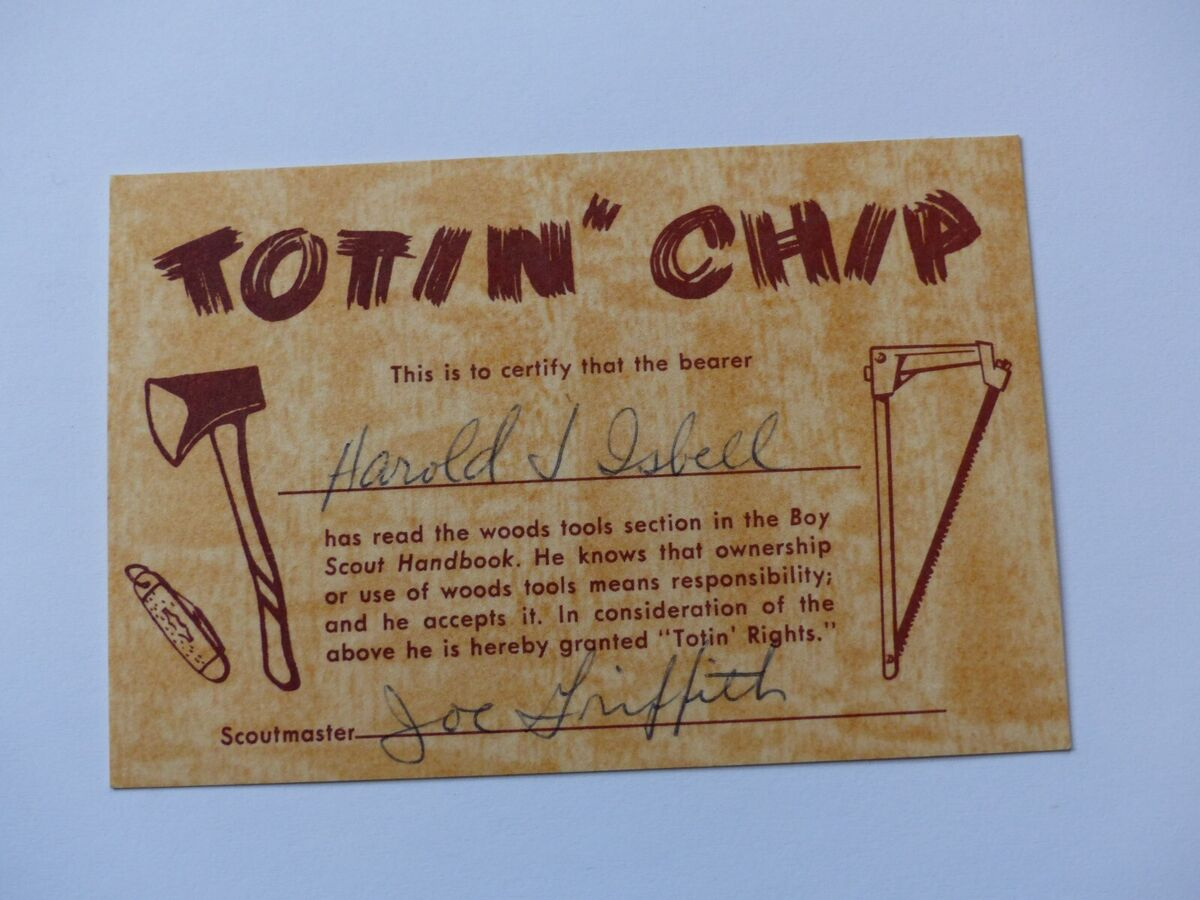 TOTIN" CHIP
This is to certify that the bearer
Harold J Isbell
has read the woods tools section in the Boy
Scout Handbook. He knows that ownership
or use of woods tools means responsibility;
and he accepts it. In consideration of the
above he is hereby granted "Totin' Rights."
Scoutmaster Joe Griffith